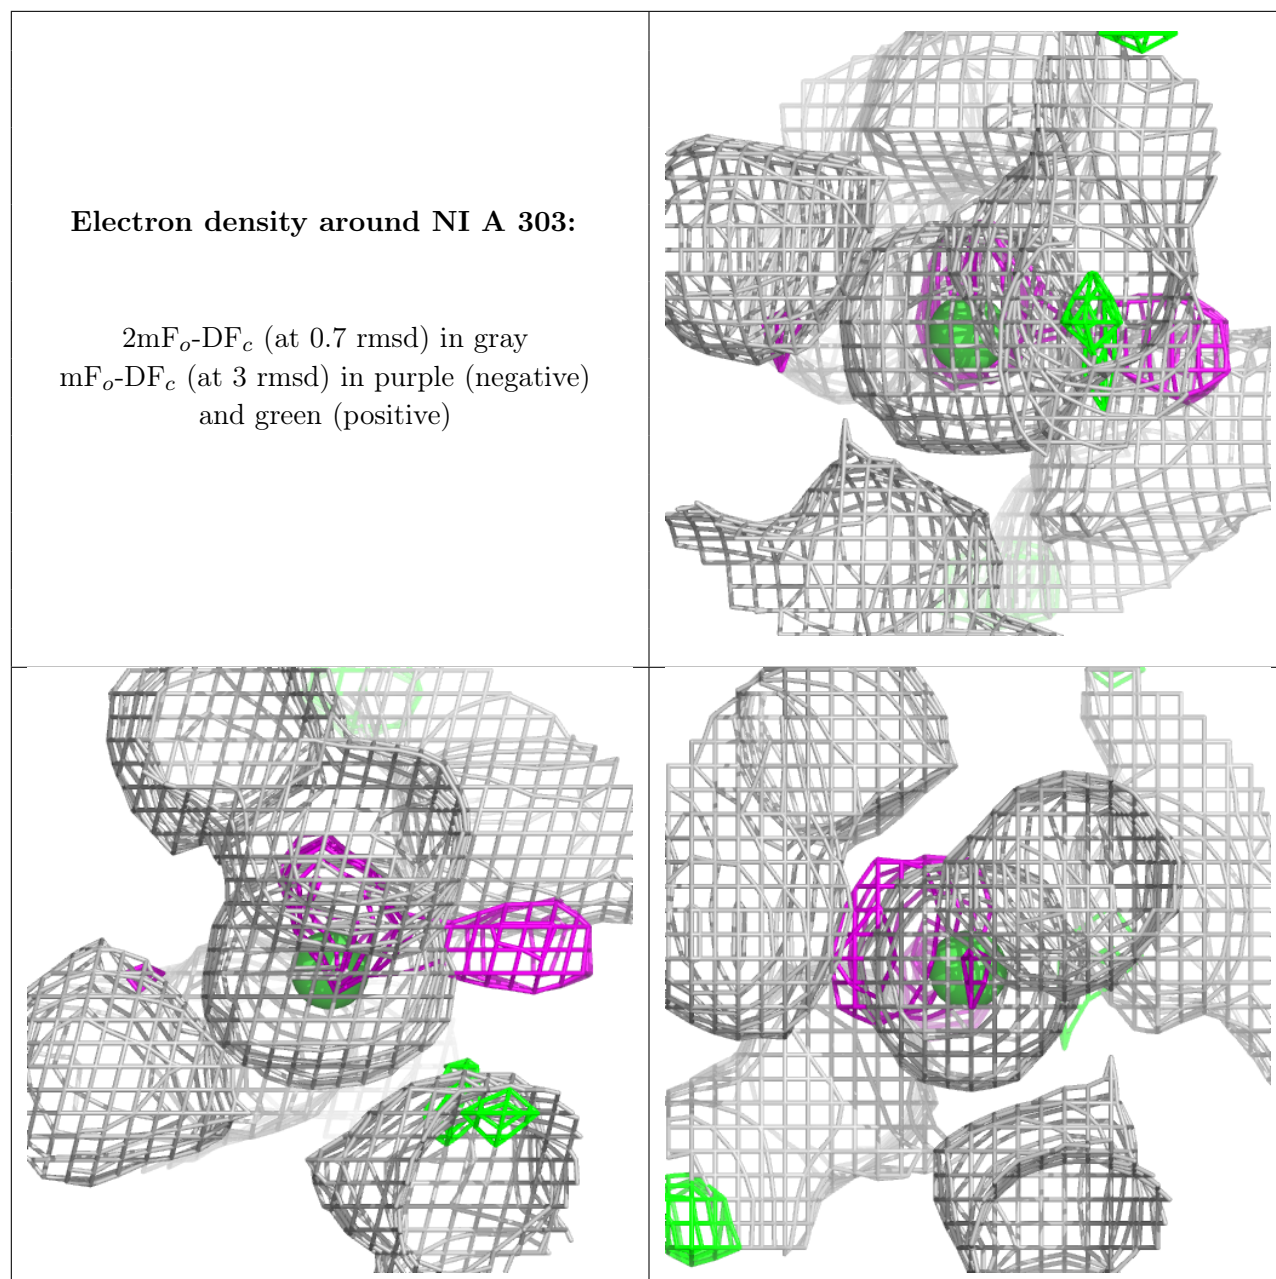 Electron density around NI A 303:
2mFo-DFc (at 0.7 rmsd) in gray
mFo-DFc (at 3 rmsd) in purple (negative)
and green (positive)